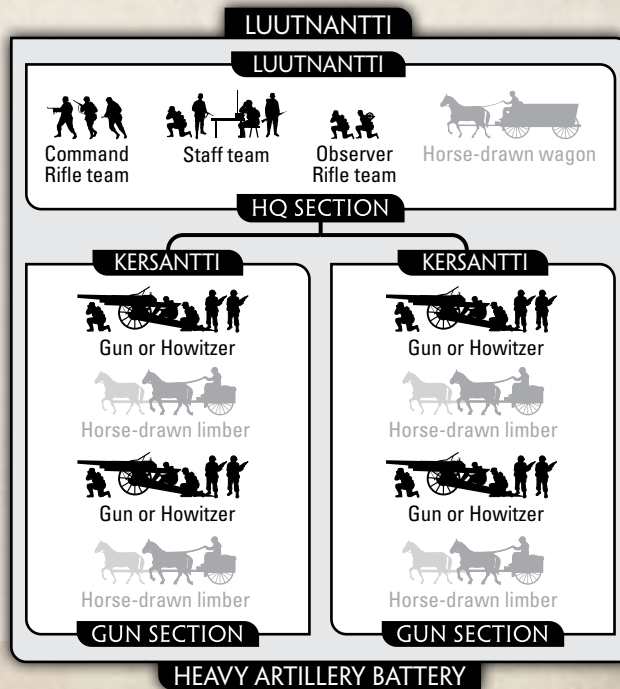 LUUTNANTTI
LUUTNANTTI
Command
Rifle team
Staff team
Observer
Rifle team
Horse-drawn wagon
HQ SECTION
KERSANTTI
Gun or Howitzer
Horse-drawn limber
Gun or Howitzer
Horse-drawn limber
GUN SECTION
KERSANTTI
Gun or Howitzer
Horse-drawn limber
Gun or Howitzer
Horse-drawn limber
GUN SECTION
HEAVY ARTILLERY BATTERY